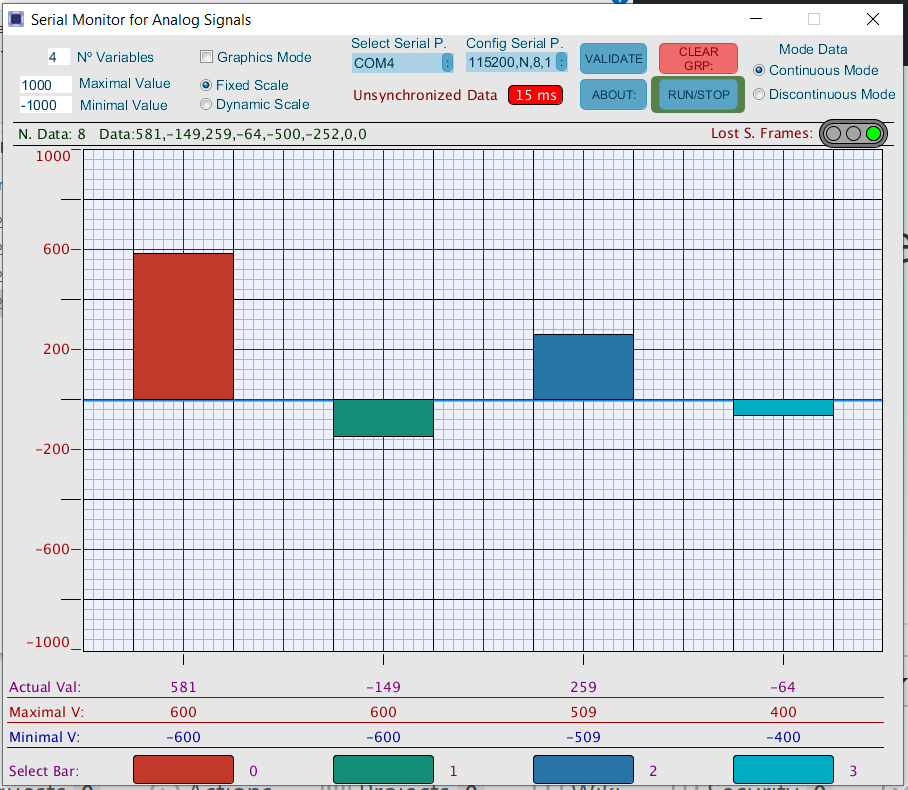 Serial Monitor for Analog Signals
4 Nº Variables
Graphics Mode
Select Serial P.
Config Serial P.
COM4 :
115200,N,8,1 :
VALIDATE
CLEAR
GRP:
Mode Data
Continuous Mode
1000 Maximal Value
Fixed Scale
-1000 Minimal Value
Dynamic Scale
Unsynchronized Data 15 ms
ABOUT:
RUN/STOP
Discontinuous Mode
N. Data: 8 Data:581,-149,259,-64,-500,-252,0,0
Lost S. Frames:
1000
600
200
-200
-600
-1000
Actual Val: 581 -149 259 -64
Maximal V: 600 600 509 400
Minimal V: -600 -600 -509 -400
Select Bar: 0 1 2 3